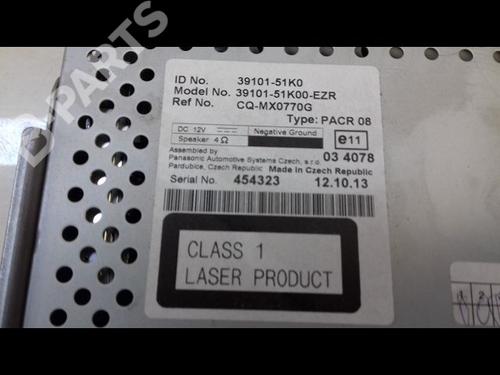 B-PARTS
ID No. 39101-51K0
Model No. 39101-51K00-EZR
Ref No. CQ-MX0770G
Type: PACR 08
DC 12V Negative Ground
Speaker 4Ω
e11
03 4078
Assembled by
Panasonic Automotive Systems Czech, s.r.o.
Pardubice, Czech Republic Made in Czech Republic
Serial No. 454323 12.10.13
CLASS 1
LASER PRODUCT